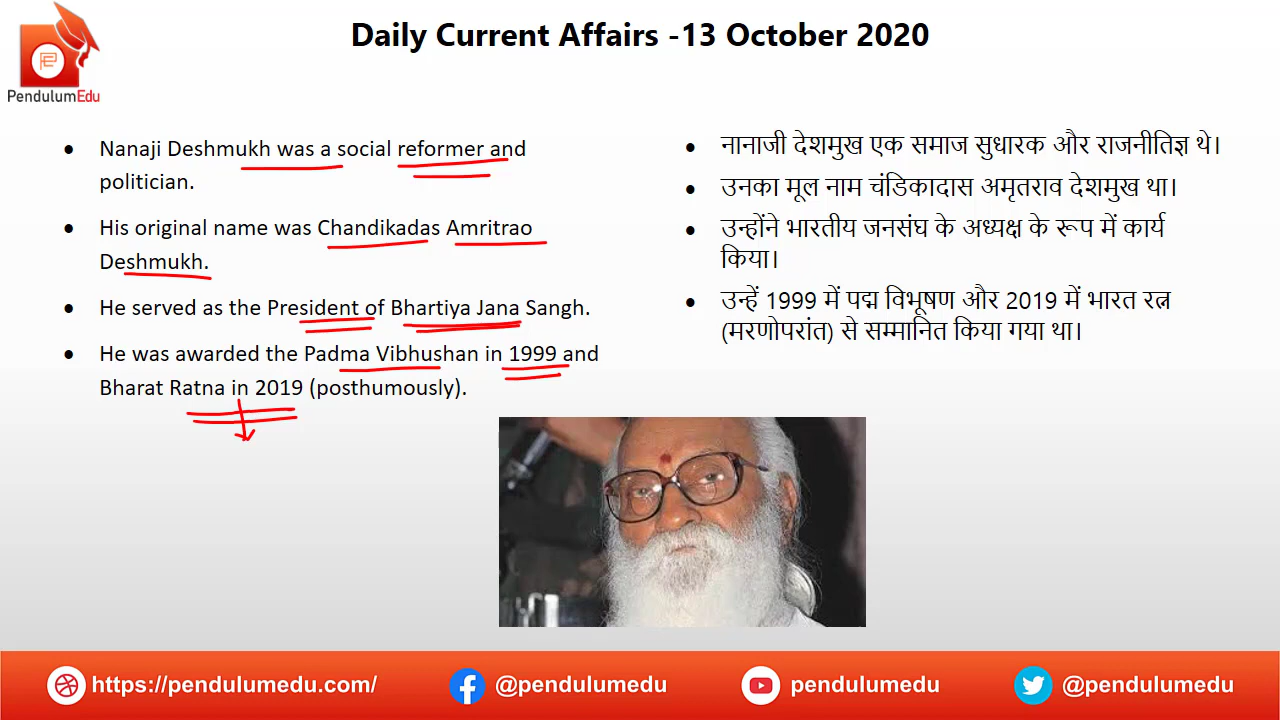 Daily Current Affairs -13 October 2020
PE
PendulumEdu
Nanaji Deshmukh was a social reformer and
politician.
His original name was Chandikadas Amritrao
Deshmukh.
He served as the President of Bhartiya Jana Sangh.
He was awarded the Padma Vibhushan in 1999 and
Bharat Ratna in 2019 (posthumously).
नानाजी देशमुख एक समाज सुधारक और राजनीतिज्ञ थे।
उनका मूल नाम चंडिकादास अमृतराव देशमुख था।
उन्होंने भारतीय जनसंघ के अध्यक्ष के रूप में कार्य
किया।
उन्हें 1999 में पद्म विभूषण और 2019 में भारत रत्न
(मरणोपरांत) से सम्मानित किया गया था।
https://pendulumedu.com/
@pendulumedu
pendulumedu
@pendulumedu